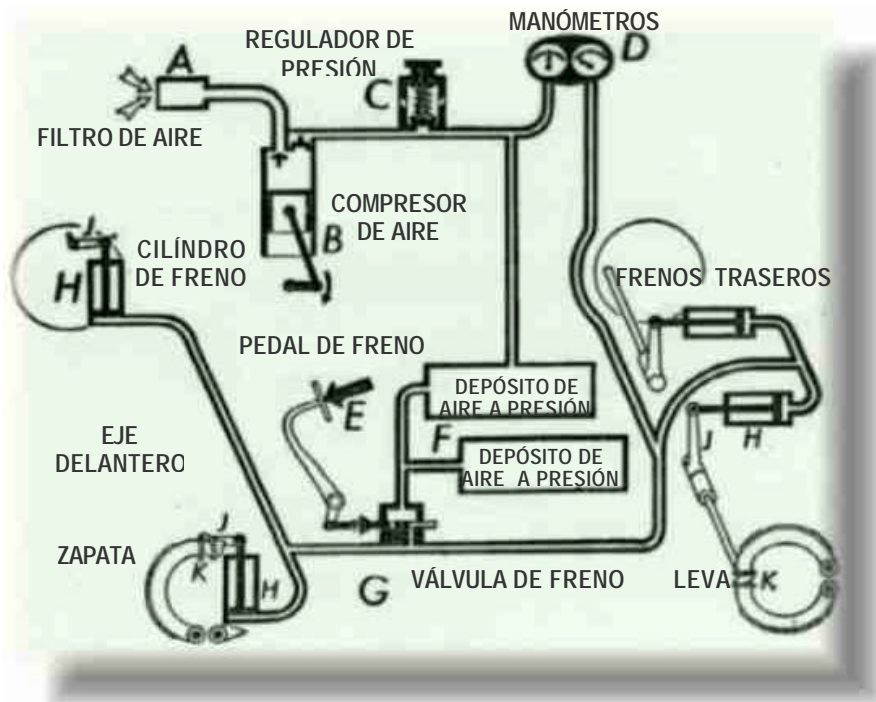 MANÓMETROS
D
REGULADOR DE
PRESIÓN
A
C
FILTRO DE AIRE
COMPRESOR
DE AIRE
B
J
CILÍNDRO
DE FRENO
H
FRENOS TRASEROS
PEDAL DE FRENO
E
DEPÓSITO DE
AIRE A PRESIÓN
F
DEPÓSITO DE
AIRE A PRESIÓN
J
H
EJE
DELANTERO
ZAPATA
J
K
H
G
VÁLVULA DE FRENO
LEVA
K